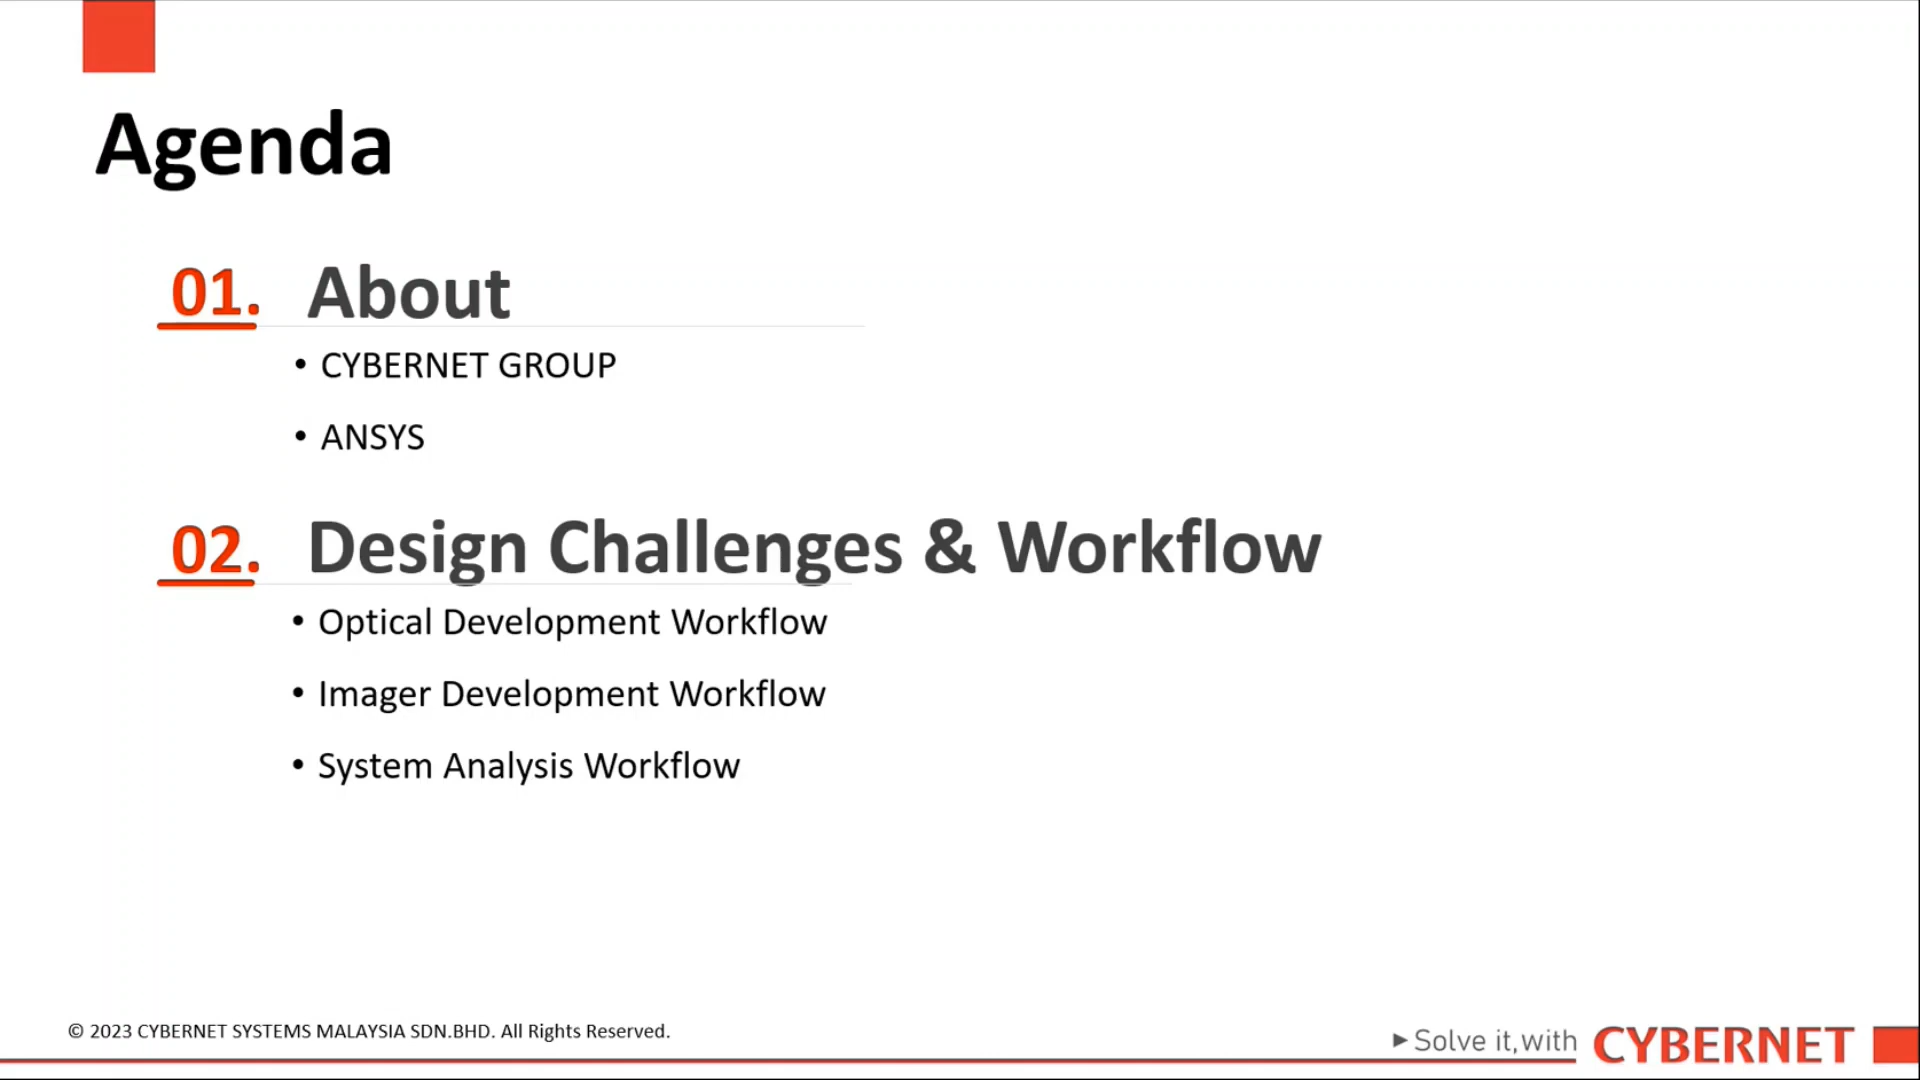 Agenda
01. About
• CYBERNET GROUP
• ANSYS
02. Design Challenges & Workflow
• Optical Development Workflow
• Imager Development Workflow
• System Analysis Workflow
© 2023 CYBERNET SYSTEMS MALAYSIA SDN.BHD. All Rights Reserved.
►Solve it,with CYBERNET